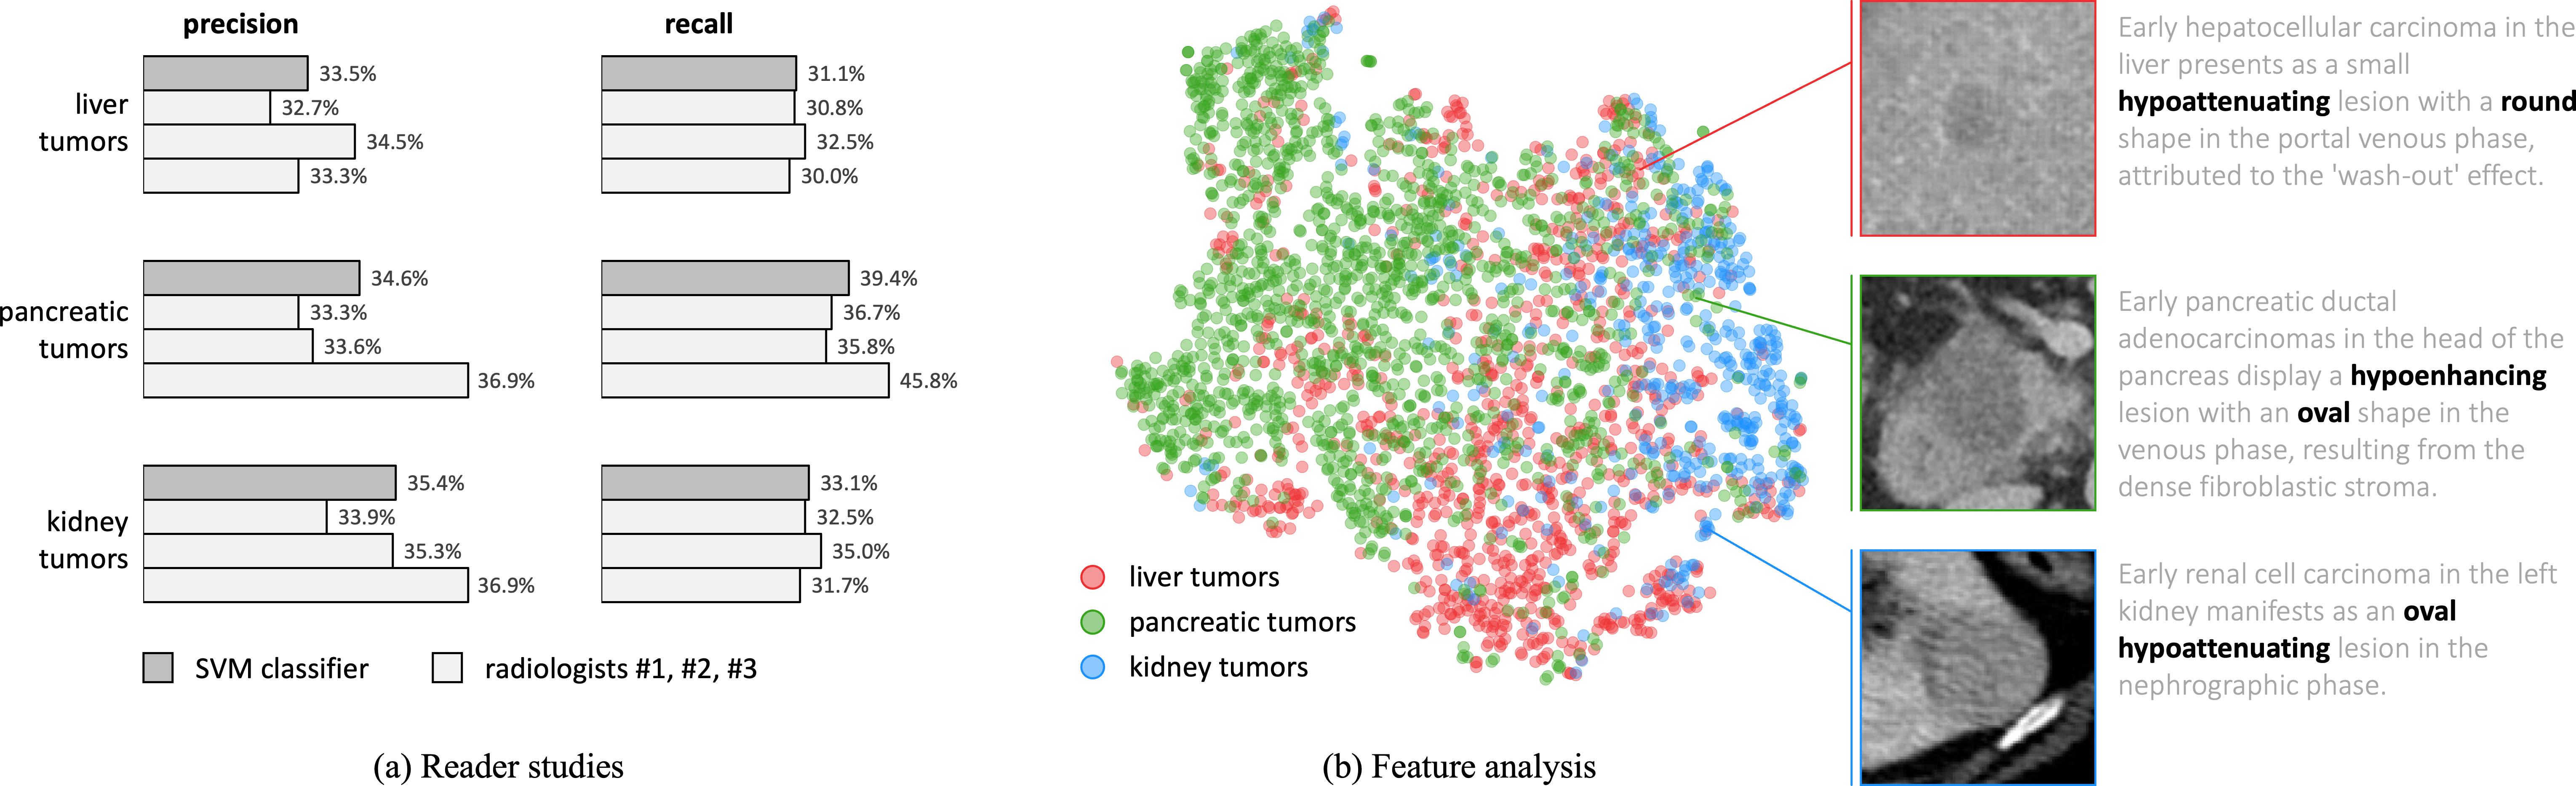 precision
recall
liver
tumors
33.5%
32.7%
34.5%
33.3%
31.1%
30.8%
32.5%
30.0%
pancreatic
tumors
34.6%
33.3%
33.6%
36.9%
39.4%
36.7%
35.8%
45.8%
kidney
tumors
35.4%
33.9%
35.3%
36.9%
33.1%
32.5%
35.0%
31.7%
SVM classifier
radiologists #1, #2, #3
(a) Reader studies
liver tumors
pancreatic tumors
kidney tumors
Early hepatocellular carcinoma in the
liver presents as a small
hypoattenuating lesion with a round
shape in the portal venous phase,
attributed to the 'wash-out' effect.
Early pancreatic ductal
adenocarcinomas in the head of the
pancreas display a hypoenhancing
lesion with an oval shape in the
venous phase, resulting from the
dense fibroblastic stroma.
Early renal cell carcinoma in the left
kidney manifests as an oval
hypoattenuating lesion in the
nephrographic phase.
(b) Feature analysis